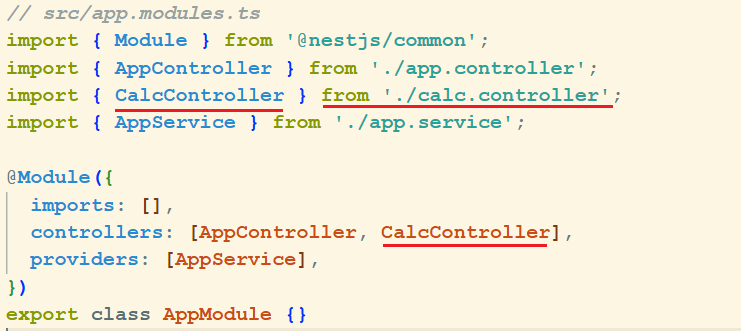 // src/app.modules.ts
import { Module } from '@nestjs/common';
import { AppController } from './app.controller';
import { CalcController } from './calc.controller';
import { AppService } from './app.service';

@Module({
  imports: [],
  controllers: [AppController, CalcController],
  providers: [AppService],
})
export class AppModule {}